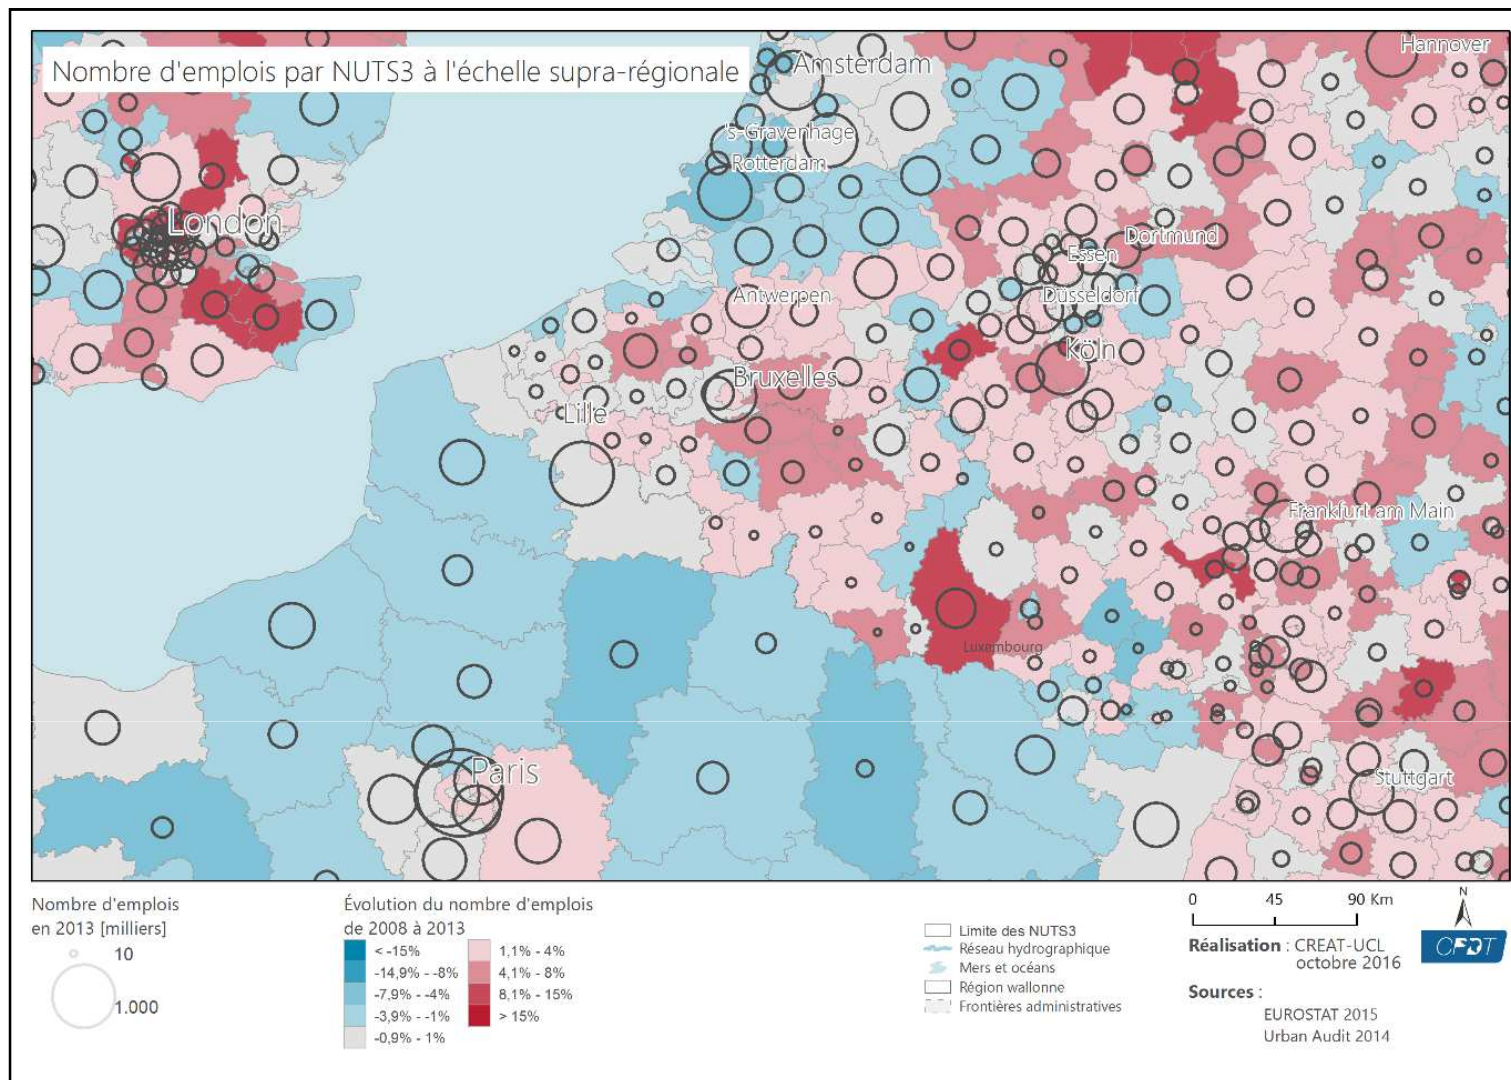 Nombre d'emplois par NUTS3 à l'échelle supra-régionale
Hannover
Amsterdam
's-Gravenhage
Rotterdam
London
Dortmund
Essen
Antwerpen
Düsseldorf
Köln
Bruxelles
Lille
Frankfurt am Main
Luxembourg
Paris
Stuttgart
Nombre d'emplois
en 2013 [milliers]
10
1.000
Évolution du nombre d'emplois
de 2008 à 2013
< -15%
-14,9% - -8%
-7,9% - -4%
-3,9% - -1%
-0,9% - 1%
1,1% - 4%
4,1% - 8%
8,1% - 15%
> 15%
Limite des NUTS3
Réseau hydrographique
Mers et océans
Région wallonne
Frontières administratives
0 45 90 Km
N
Réalisation : CREAT-UCL
octobre 2016
CPDT
Sources :
EUROSTAT 2015
Urban Audit 2014